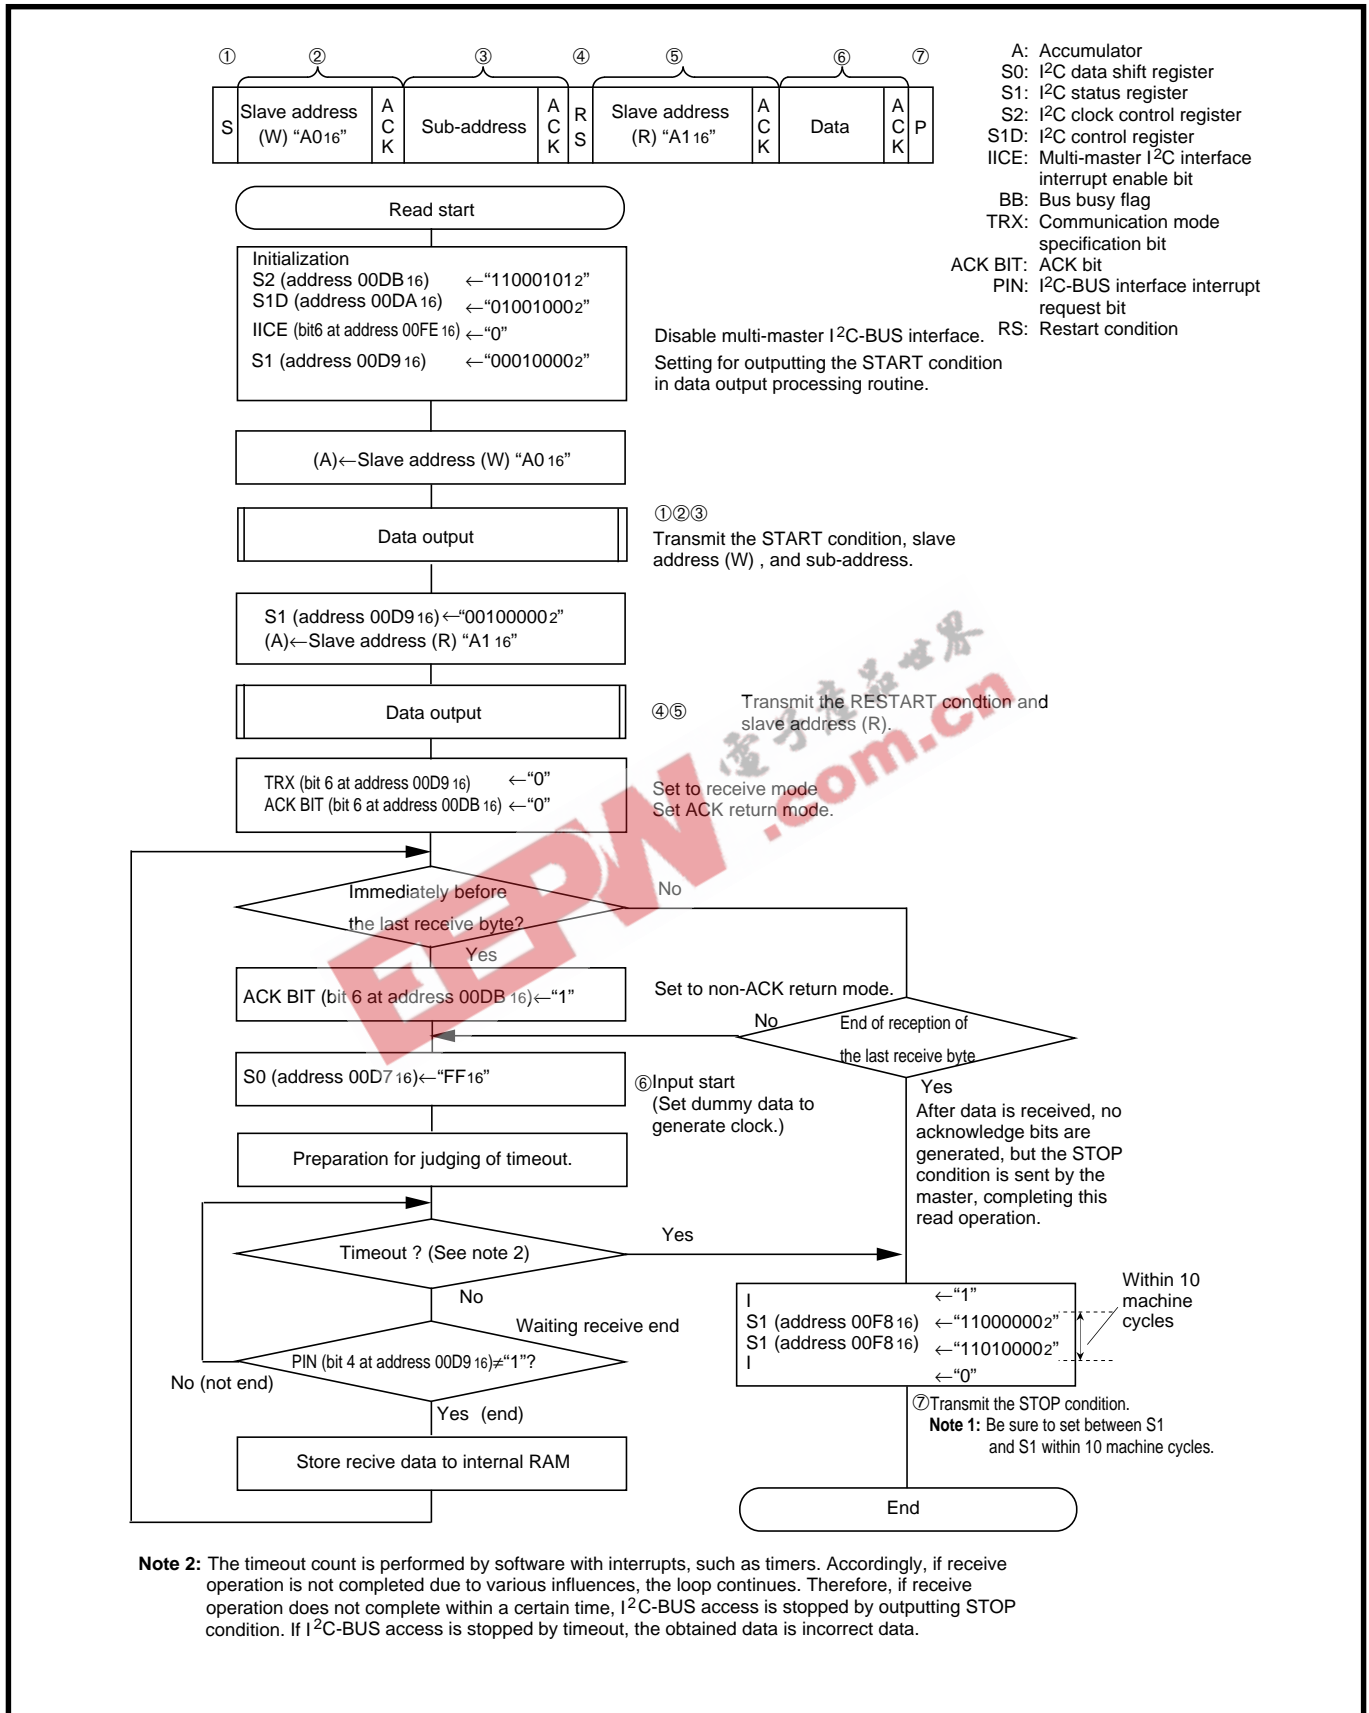 ① ② ③ ④ ⑤ ⑥ ⑦
S
Slave address
(W) “A016”
ACK
Sub-address
ACK
RS
Slave address
(R) “A116”
ACK
Data
ACK
P
A: Accumulator
S0: I2C data shift register
S1: I2C status register
S2: I2C clock control register
S1D: I2C control register
IICE: Multi-master I2C interface
interrupt enable bit
BB: Bus busy flag
TRX: Communication mode
specification bit
ACK BIT: ACK bit
PIN: I2C-BUS interface interrupt
request bit
RS: Restart condition
Read start
Initialization
S2 (address 00DB16) ←“110001012”
S1D (address 00DA16) ←“010010002”
IICE (bit6 at address 00FE16) ←“0”
S1 (address 00D916) ←“000100002”
Disable multi-master I2C-BUS interface.
Setting for outputting the START condition
in data output processing routine.
(A)←Slave address (W) “A016”
Data output
①②③
Transmit the START condition, slave
address (W) , and sub-address.
S1 (address 00D916)←“001000002”
(A)←Slave address (R) “A116”
Data output
④⑤
Transmit the RESTART condtion and
slave address (R).
TRX (bit 6 at address 00D916) ←“0”
ACK BIT (bit 6 at address 00DB16) ←“0”
Set to receive mode
Set ACK return mode.
電子產品世界
EEPW
.com.cn
Immediately before
the last receive byte?
No
Yes
ACK BIT (bit 6 at address 00DB16)←“1”
Set to non-ACK return mode.
No
End of reception of
the last receive byte
Yes
S0 (address 00D716)←“FF16”
⑥Input start
(Set dummy data to
generate clock.)
After data is received, no
acknowledge bits are
generated, but the STOP
condition is sent by the
master, completing this
read operation.
Preparation for judging of timeout.
Timeout ? (See note 2)
Yes
No
Waiting receive end
PIN (bit 4 at address 00D916)≠“1”?
No (not end)
Yes (end)
Store recive data to internal RAM
I ←“1”
S1 (address 00F816) ←“110000002”
S1 (address 00F816) ←“110100002”
I ←“0”
Within 10
machine
cycles
⑦Transmit the STOP condition.
Note 1: Be sure to set between S1
and S1 within 10 machine cycles.
End
Note 2: The timeout count is performed by software with interrupts, such as timers. Accordingly, if receive
operation is not completed due to various influences, the loop continues. Therefore, if receive
operation does not complete within a certain time, I2C-BUS access is stopped by outputting STOP
condition. If I2C-BUS access is stopped by timeout, the obtained data is incorrect data.